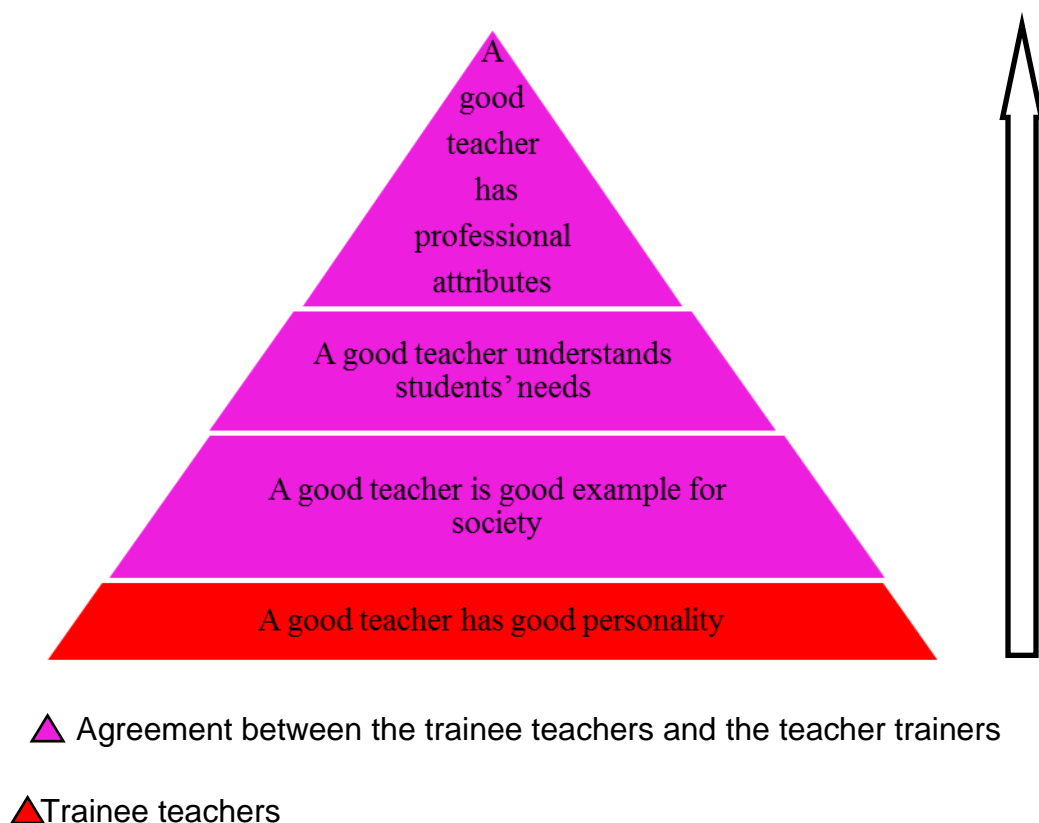 A
good
teacher
has
professional
attributes
A good teacher understands
students’ needs
A good teacher is good example for
society
A good teacher has good personality
Agreement between the trainee teachers and the teacher trainers
Trainee teachers